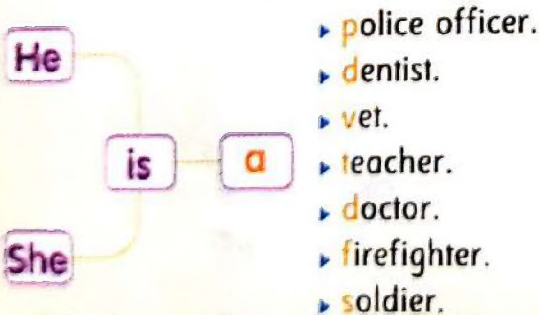 He
She
is
a
police officer.
dentist.
vet.
teacher.
doctor.
firefighter.
soldier.